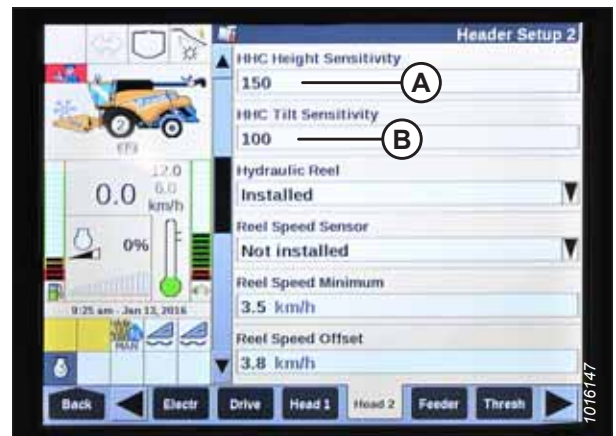 Header Setup 2
HHC Height Sensitivity
150
A
HHC Tilt Sensitivity
100
B
Hydraulic Reel
Installed
Reel Speed Sensor
Not installed
Reel Speed Minimum
3.5 km/h
Reel Speed Offset
3.8 km/h
2
12.0
6.0
0.0 km/h
0%
9:25 am - Jan 13, 2016
MAN
Back
Electr
Drive
Head 1
Head 2
Feeder
Thresh
1016147